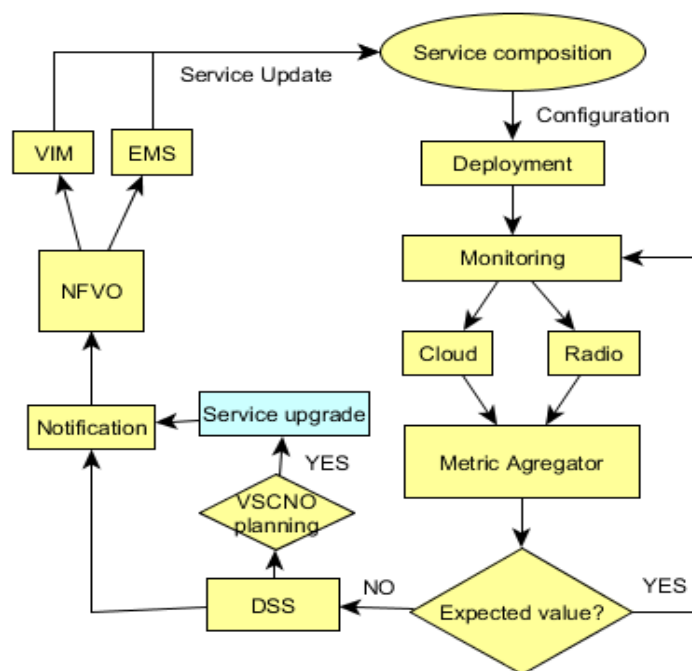 Service composition
Service Update
Configuration
VIM
EMS
Deployment
Monitoring
NFVO
Cloud
Radio
Service upgrade
Notification
Metric Agregator
YES
VSCNO
planning
NO
YES
DSS
Expected value?